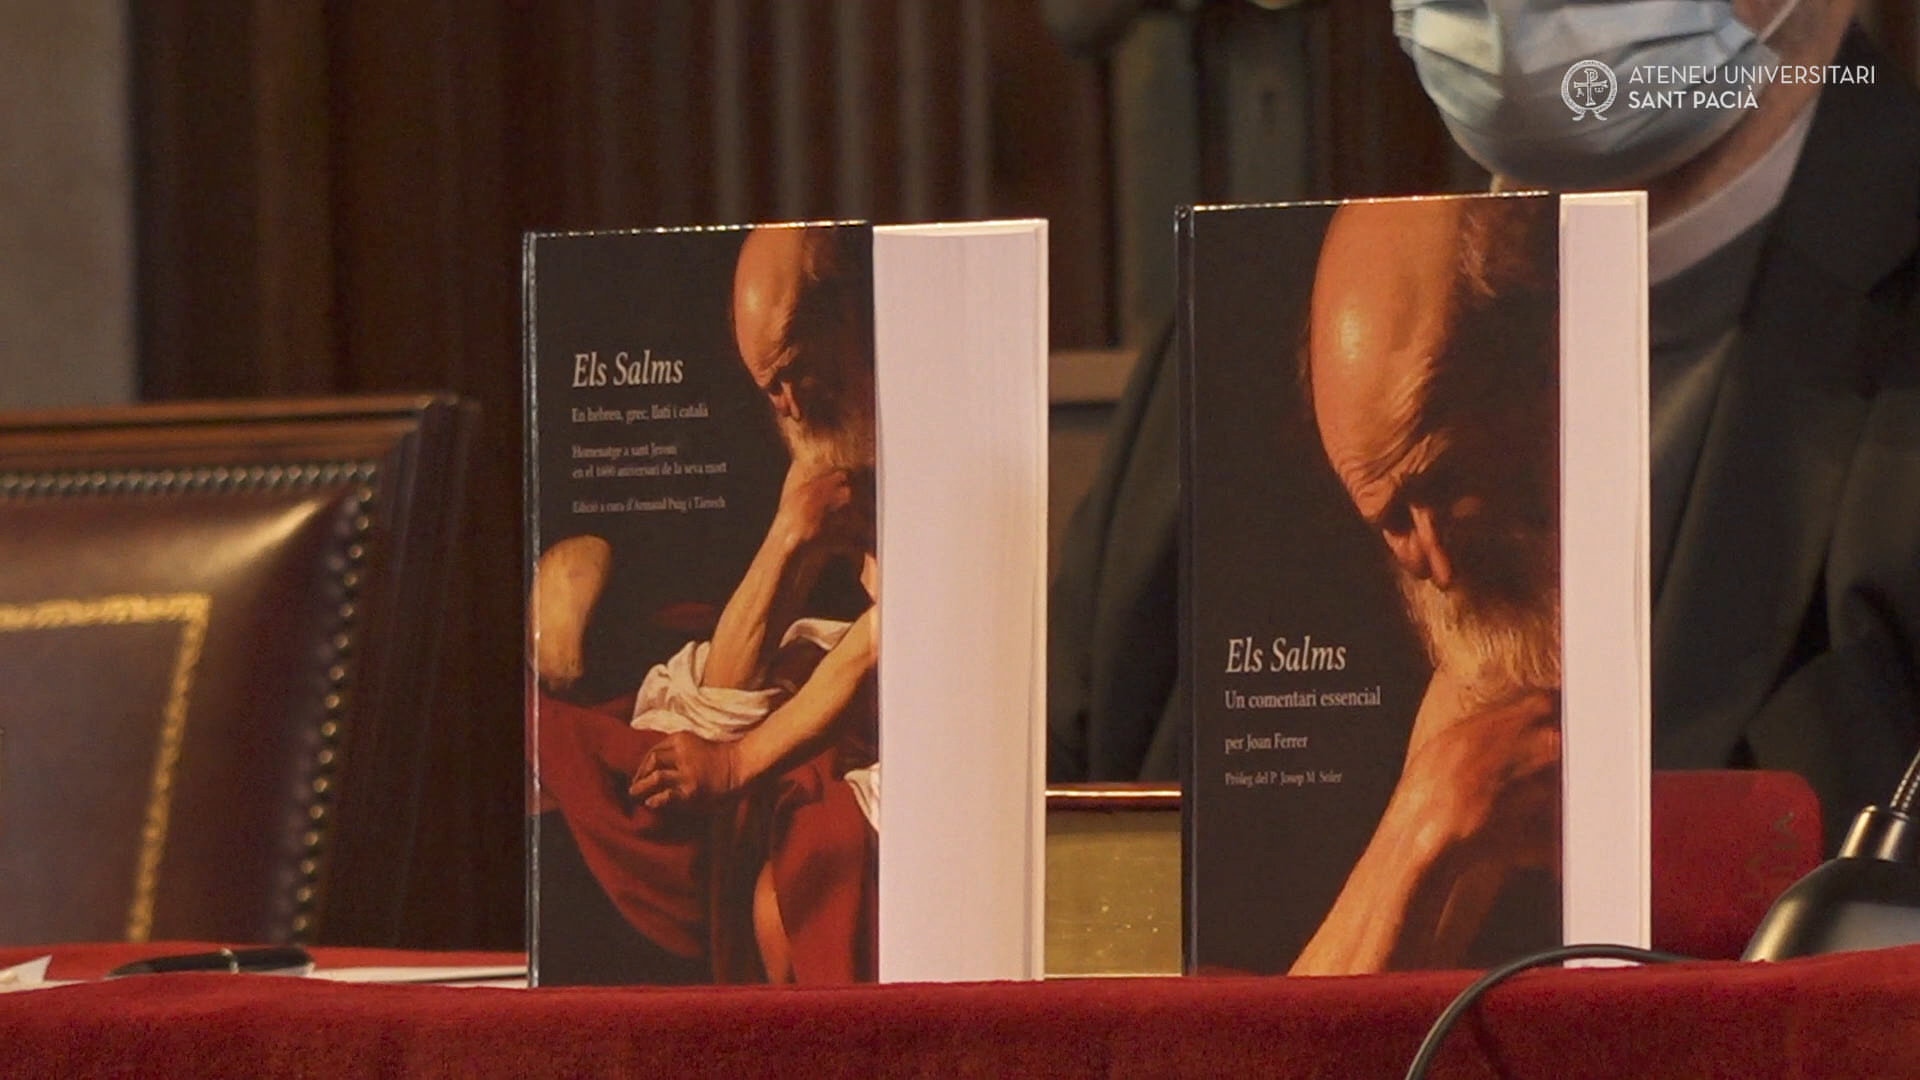 ATENEU UNIVERSITARI
SANT PACIÀ
Els Salms
En hebreu, grec, llatí i català
Homenatge a sant Jeroni
en el 1600 aniversari de la seva mort
Edició a cura d'Armand Puig i Tàrrech
Els Salms
Un comentari essencial
per Joan Ferrer
Pròleg del P. Josep M. Soler